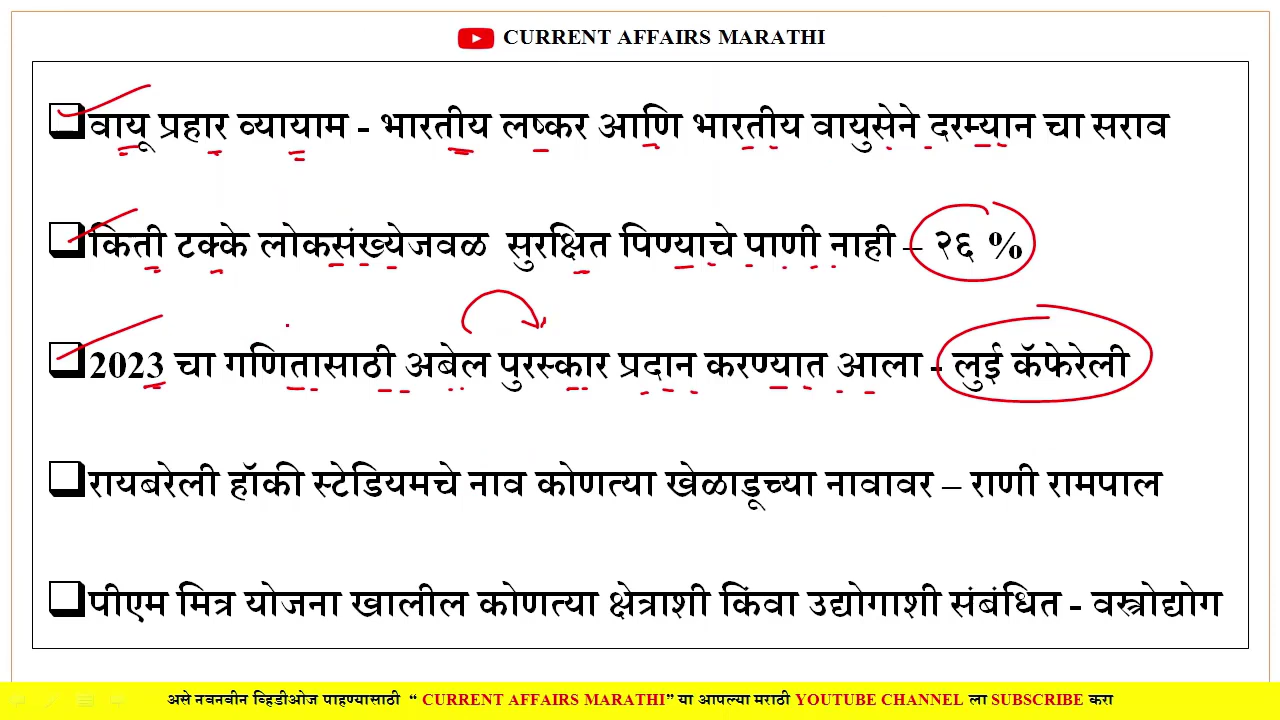 CURRENT AFFAIRS MARATHI
वायू प्रहार व्यायाम - भारतीय लष्कर आणि भारतीय वायुसेने दरम्यान चा सराव
किती टक्के लोकसंख्येजवळ सुरक्षित पिण्याचे पाणी नाही – २६ %
2023 चा गणितासाठी अबेल पुरस्कार प्रदान करण्यात आला - लुई कॅफेरेली
रायबरेली हॉकी स्टेडियमचे नाव कोणत्या खेळाडूच्या नावावर – राणी रामपाल
पीएम मित्र योजना खालील कोणत्या क्षेत्राशी किंवा उद्योगाशी संबंधित - वस्त्रोद्योग
असे नवनवीन व्हिडीओज पाहण्यासाठी “ CURRENT AFFAIRS MARATHI” या आपल्या मराठी YOUTUBE CHANNEL ला SUBSCRIBE करा